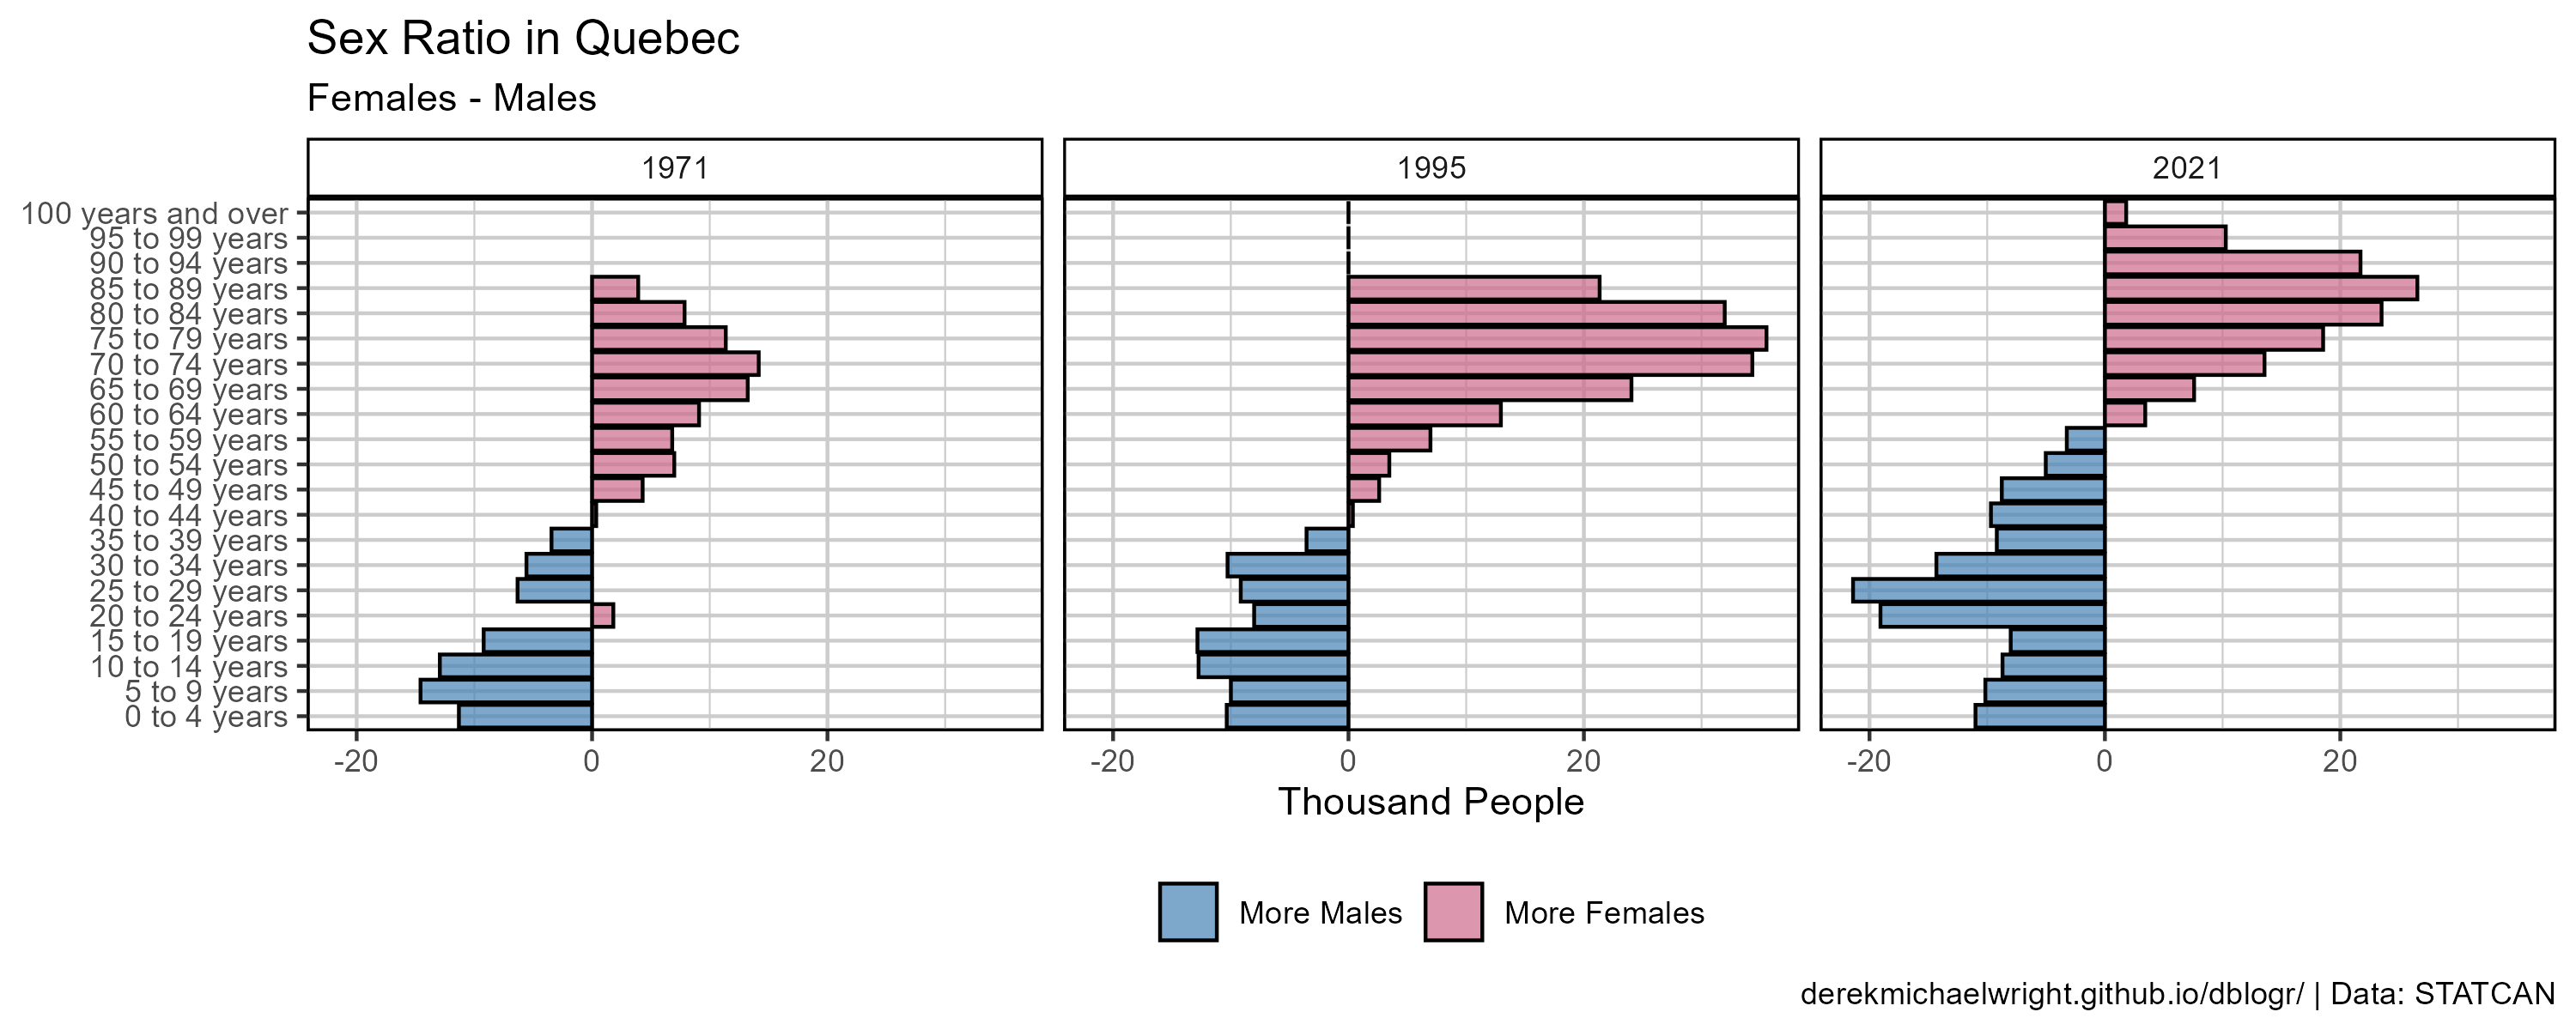 Sex Ratio in Quebec
Females - Males
1971
1995
2021
100 years and over
95 to 99 years
90 to 94 years
85 to 89 years
80 to 84 years
75 to 79 years
70 to 74 years
65 to 69 years
60 to 64 years
55 to 59 years
50 to 54 years
45 to 49 years
40 to 44 years
35 to 39 years
30 to 34 years
25 to 29 years
20 to 24 years
15 to 19 years
10 to 14 years
5 to 9 years
0 to 4 years
-20 0 20
-20 0 20
-20 0 20
Thousand People
More Males
More Females
derekmichaelwright.github.io/dblogr/ | Data: STATCAN